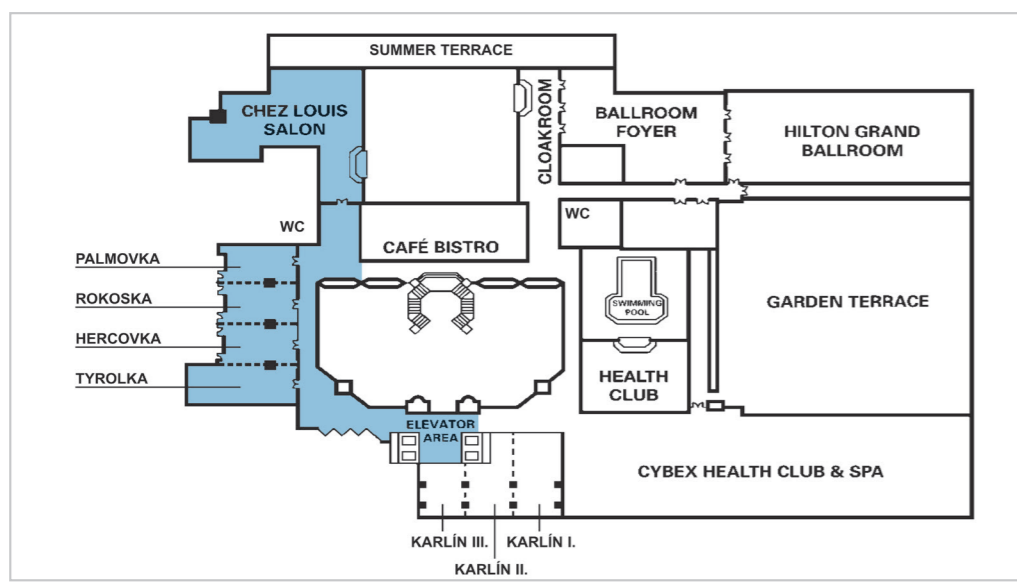 SUMMER TERRACE
CHEZ LOUIS
SALON
CLOAKROOM
BALLROOM
FOYER
HILTON GRAND
BALLROOM
WC
WC
CAFÉ BISTRO
PALMOVKA
ROKOSKA
HERCOVKA
TYROLKA
SWIMMING
POOL
GARDEN TERRACE
HEALTH
CLUB
ELEVATOR
AREA
CYBEX HEALTH CLUB & SPA
KARLÍN III.
KARLÍN I.
KARLÍN II.